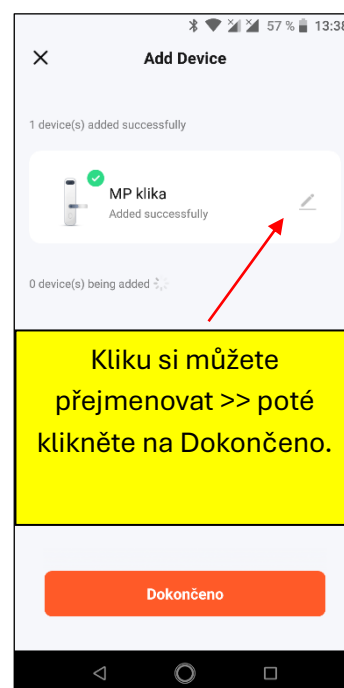 57 % 13:38
Add Device
1 device(s) added successfully
MP klika
Added successfully
0 device(s) being added
Kliku si můžete
přejmenovat >> poté
klikněte na Dokončeno.
Dokončeno